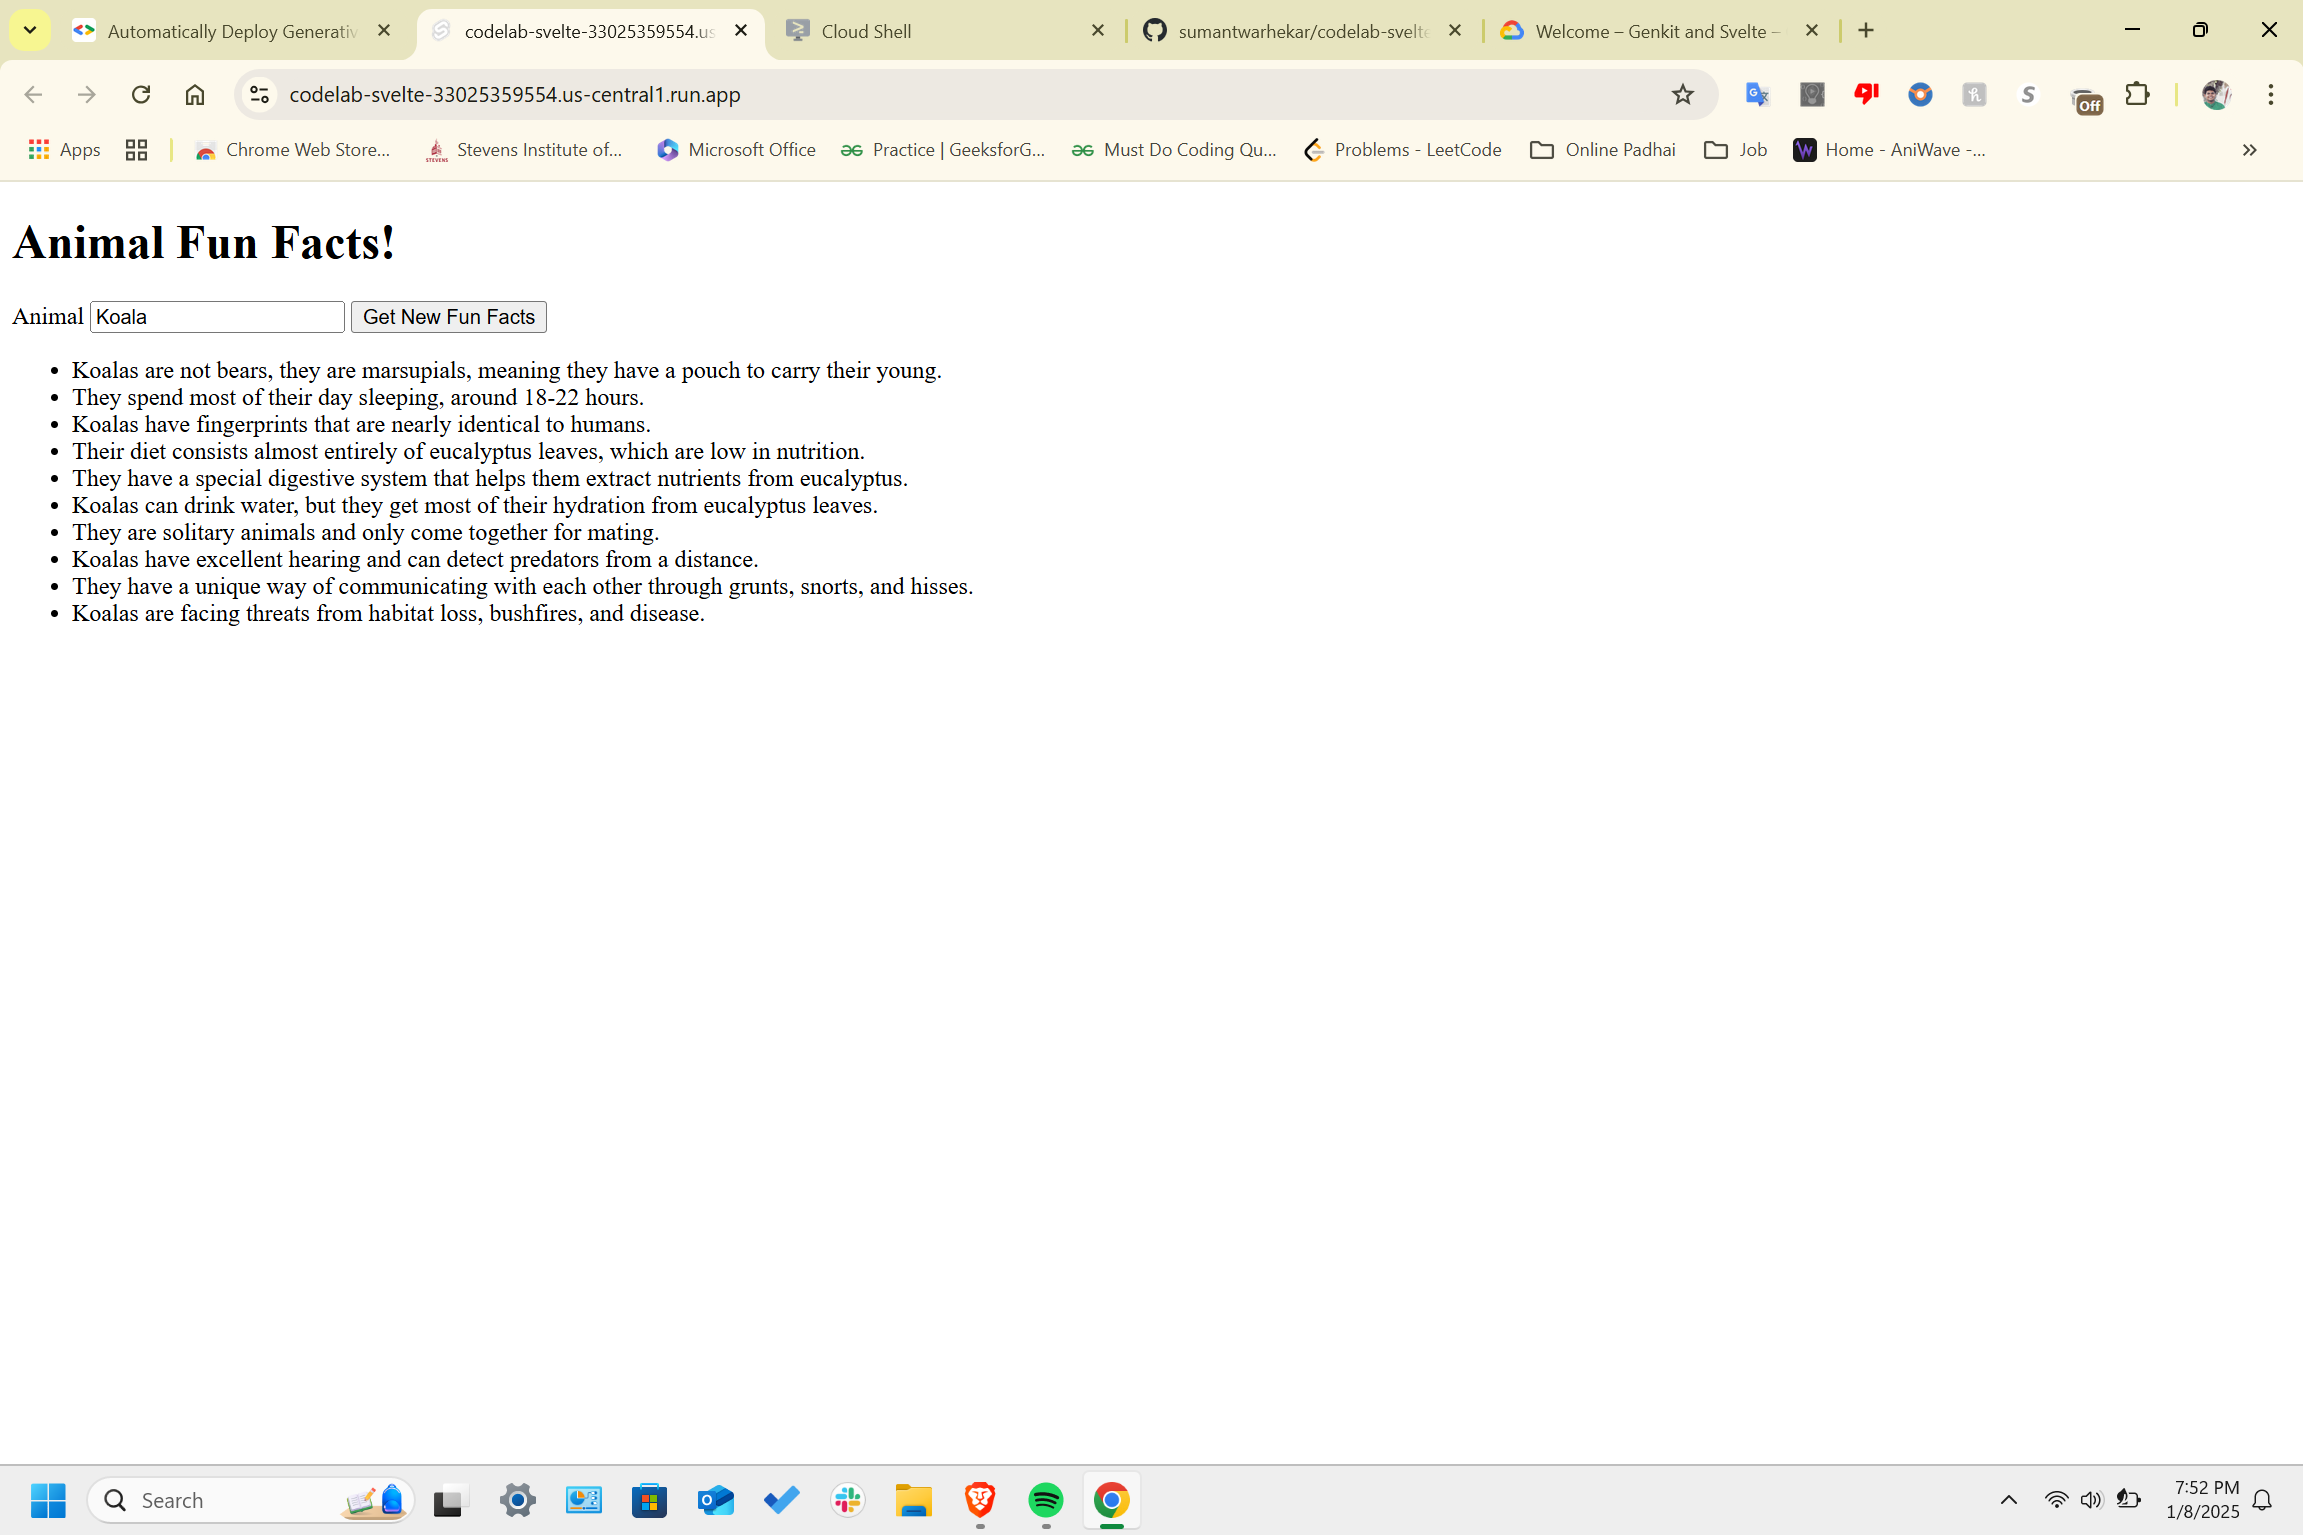 Automatically Deploy Generativ
codelab-svelte-33025359554.us
Cloud Shell
sumantwarhekar/codelab-svelte
Welcome – Genkit and Svelte –
codelab-svelte-33025359554.us-central1.run.app
Off
Apps
Chrome Web Store...
Stevens Institute of...
Microsoft Office
Practice | GeeksforG...
Must Do Coding Qu...
Problems - LeetCode
Online Padhai
Job
Home - AniWave -...
Animal Fun Facts!
Animal Koala Get New Fun Facts
• Koalas are not bears, they are marsupials, meaning they have a pouch to carry their young.
• They spend most of their day sleeping, around 18-22 hours.
• Koalas have fingerprints that are nearly identical to humans.
• Their diet consists almost entirely of eucalyptus leaves, which are low in nutrition.
• They have a special digestive system that helps them extract nutrients from eucalyptus.
• Koalas can drink water, but they get most of their hydration from eucalyptus leaves.
• They are solitary animals and only come together for mating.
• Koalas have excellent hearing and can detect predators from a distance.
• They have a unique way of communicating with each other through grunts, snorts, and hisses.
• Koalas are facing threats from habitat loss, bushfires, and disease.
Search
7:52 PM
1/8/2025